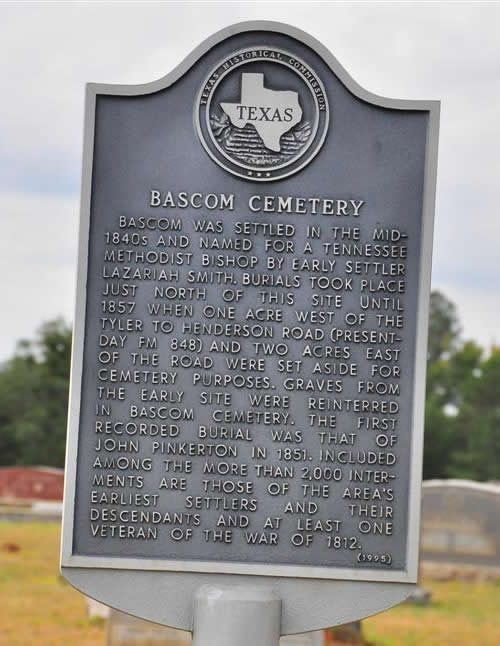 TEXAS HISTORICAL COMMISSION
TEXAS
BASCOM CEMETERY
BASCOM WAS SETTLED IN THE MID-
1840s AND NAMED FOR A TENNESSEE
METHODIST BISHOP BY EARLY SETTLER
LAZARIAH SMITH. BURIALS TOOK PLACE
JUST NORTH OF THIS SITE UNTIL
1857 WHEN ONE ACRE WEST OF THE
TYLER TO HENDERSON ROAD (PRESENT-
DAY FM 848) AND TWO ACRES EAST
OF THE ROAD WERE SET ASIDE FOR
CEMETERY PURPOSES. GRAVES FROM
THE EARLY SITE WERE REINTERRED
IN BASCOM CEMETERY. THE FIRST
RECORDED BURIAL WAS THAT OF
JOHN PINKERTON IN 1851. INCLUDED
AMONG THE MORE THAN 2,000 INTER-
MENTS ARE THOSE OF THE AREA'S
EARLIEST SETTLERS AND THEIR
DESCENDANTS AND AT LEAST ONE
VETERAN OF THE WAR OF 1812.
(1995)